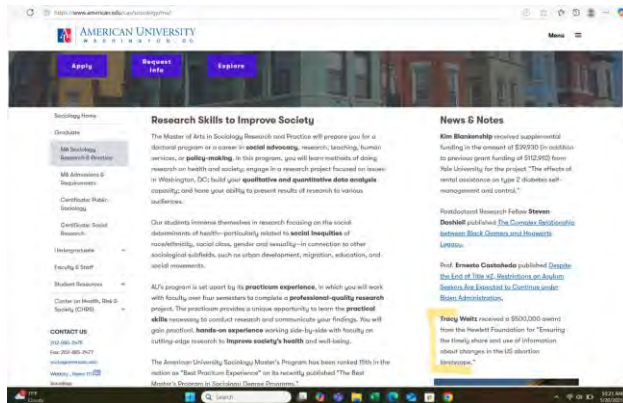 https://www.american.edu/cas/sociology/ma/
AMERICAN UNIVERSITY
WASHINGTON, DC
Menu
Apply
Request
Info
Explore
Sociology Home
Graduate
MA Sociology
Research & Practice
MA Admissions &
Requirements
Certificate: Public
Sociology
Certificate: Social
Research
Undergraduate
Faculty & Staff
Student Resources
Center on Health, Risk &
Society (CHRS)
CONTACT US
Research Skills to Improve Society
The Master of Arts in Sociology Research and Practice will prepare you for a
doctoral program or a career in social advocacy, research, teaching, human
services, or policy-making. In this program, you will learn methods of doing
research on health and society; engage in a research project focused on issues
in Washington, DC; build your qualitative and quantitative data analysis
capacity; and leave your ability to present results of research to various
audiences.
Our students immerse themselves in research focusing on the social
determinants of health—particularly related to social inequities of
race/ethnicity, social class, gender and sexuality—in connection to other
sociological subfields, such as urban development, migration, education, and
social movements.
AU's program is set apart by its practicum experience, in which you will work
with faculty over four semesters to complete a professional-quality research
project. The practicum provides a unique opportunity to learn the practical
skills necessary to conduct research and communicate your findings. You will
gain practical, hands-on experience working side-by-side with faculty on
cutting-edge research to improve society's health and well-being.
The American University Sociology Master's Program has been ranked 11th in the
nation as "Best Practicum Experience" on its recently published "The Best
Master's Program in Sociology Degree Programs."
News & Notes
Kim Blankenship received supplemental
funding in the amount of $39,930 (in addition
to previous grant funding of $112,912) from
Yale University for the project "The effects of
rental assistance on type 2 diabetes self-
management and control."
Postdoctoral Research Fellow Steven
Dashiell published The Complex Relationship
between Black Gamers and Hogwarts
Legacy.
Prof. Ernesto Castañeda published Despite
the End of Title 42, Restrictions on Asylum
Seekers Are Expected to Continue under
Biden Administration.
Tracy Weitz received a $500,000 award
from the Hewlett Foundation for "Ensuring
the timely share and use of information
about changes in the US abortion
landscape."
Cloudy
Search